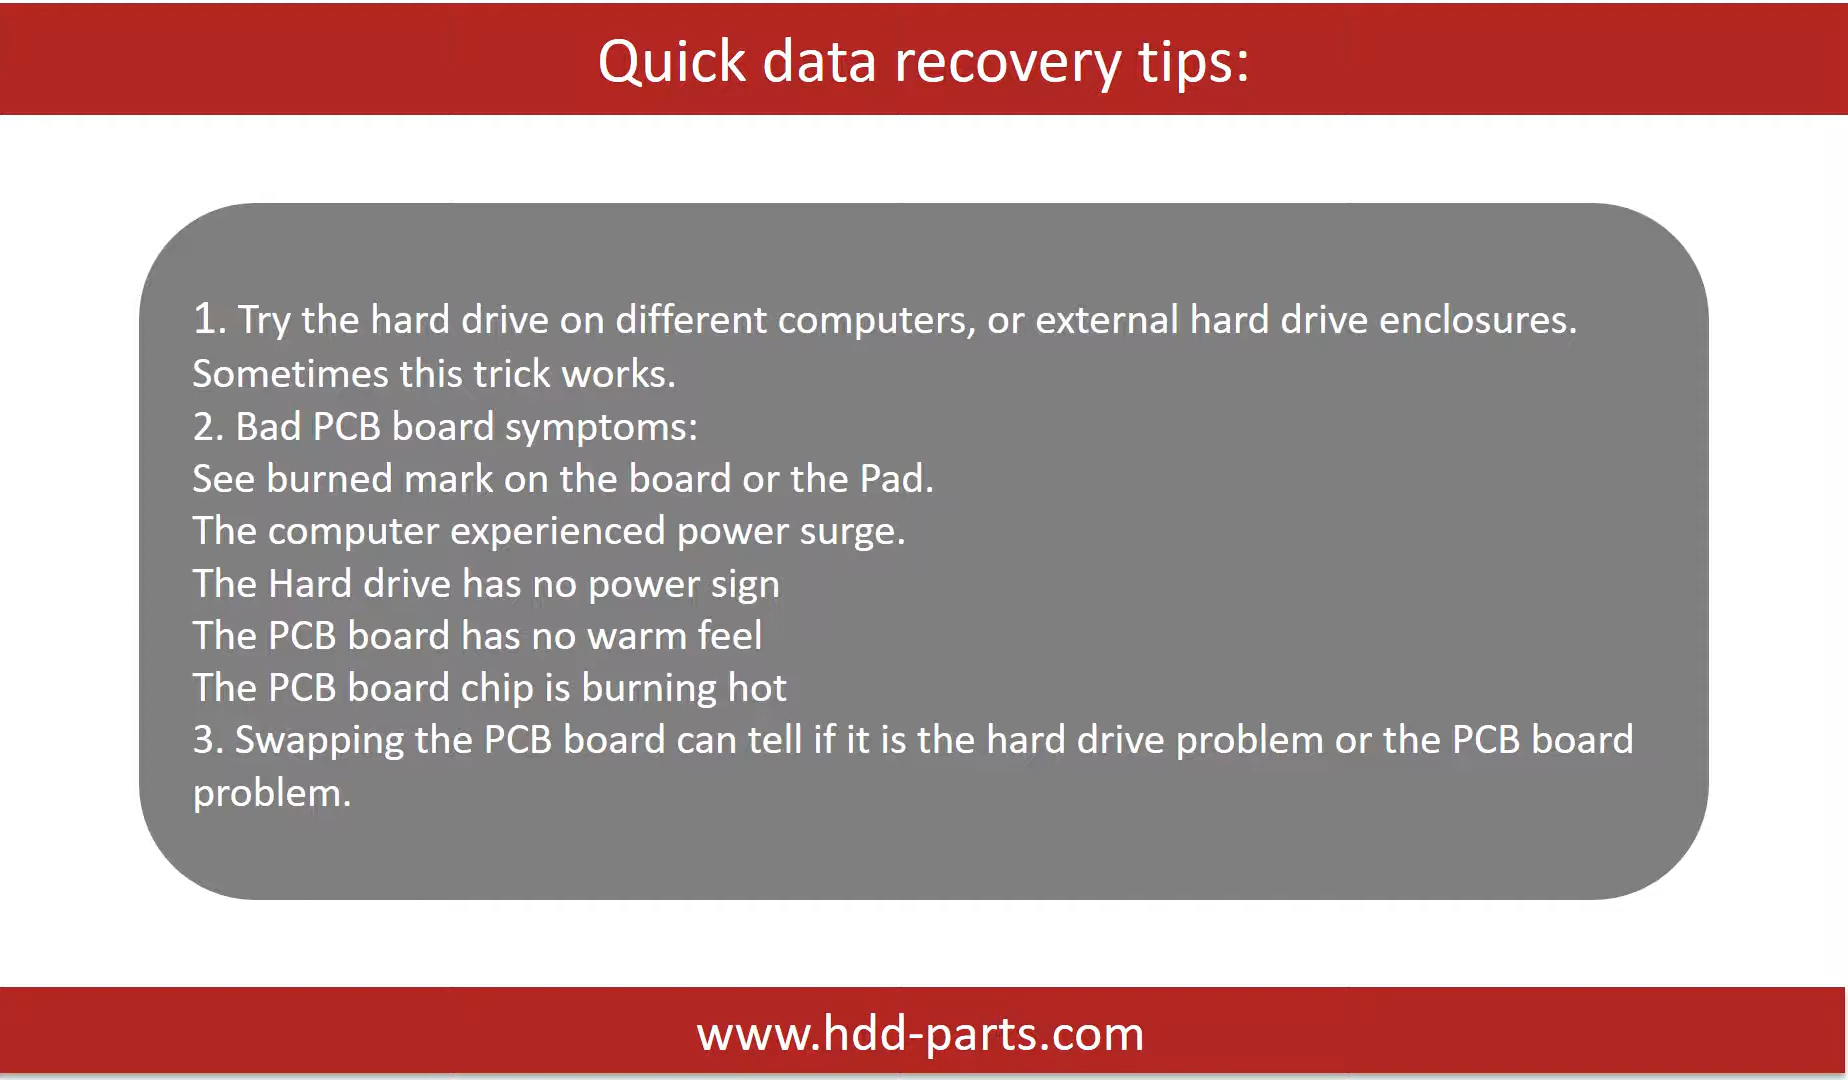 Quick data recovery tips:
1. Try the hard drive on different computers, or external hard drive enclosures.
Sometimes this trick works.
2. Bad PCB board symptoms:
See burned mark on the board or the Pad.
The computer experienced power surge.
The Hard drive has no power sign
The PCB board has no warm feel
The PCB board chip is burning hot
3. Swapping the PCB board can tell if it is the hard drive problem or the PCB board
problem.
www.hdd-parts.com